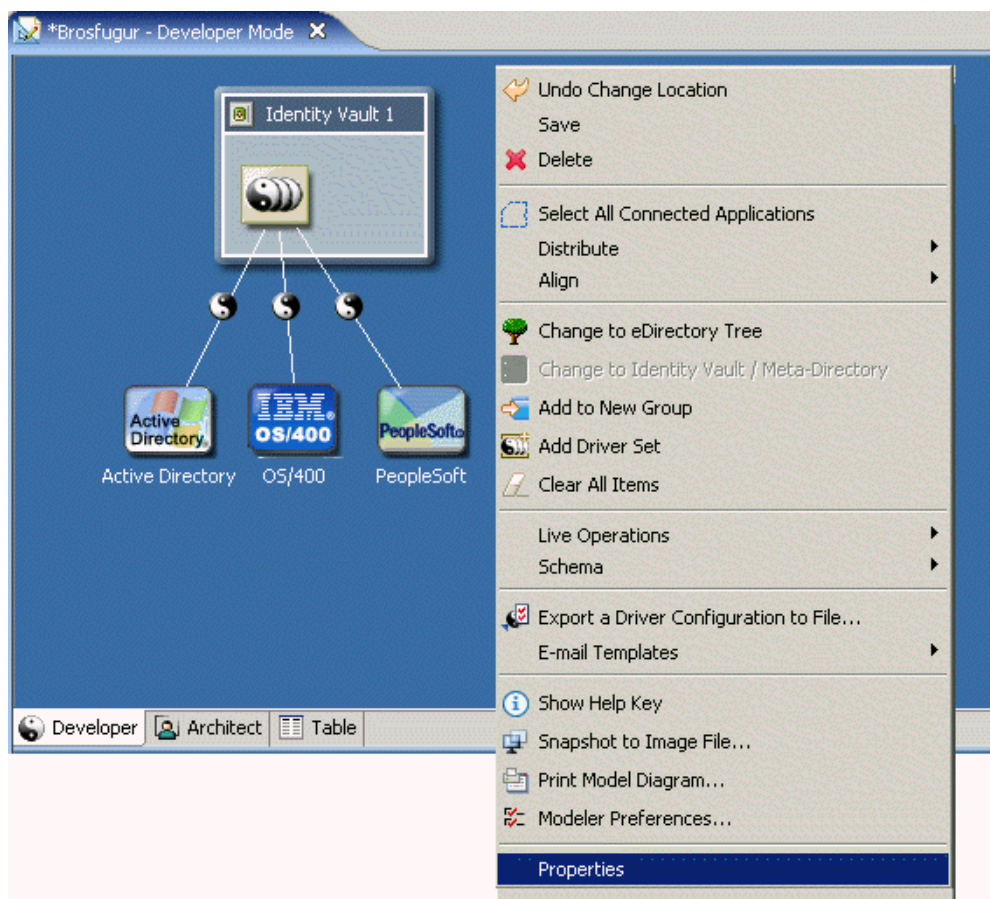 *Brosfugur - Developer Mode
Identity Vault 1
Active Directory
IBM OS/400
PeopleSoft
Active Directory
OS/400
PeopleSoft
Developer
Architect
Table
Undo Change Location
Save
Delete
Select All Connected Applications
Distribute
Align
Change to eDirectory Tree
Change to Identity Vault / Meta-Directory
Add to New Group
Add Driver Set
Clear All Items
Live Operations
Schema
Export a Driver Configuration to File...
E-mail Templates
Show Help Key
Snapshot to Image File...
Print Model Diagram...
Modeler Preferences...
Properties